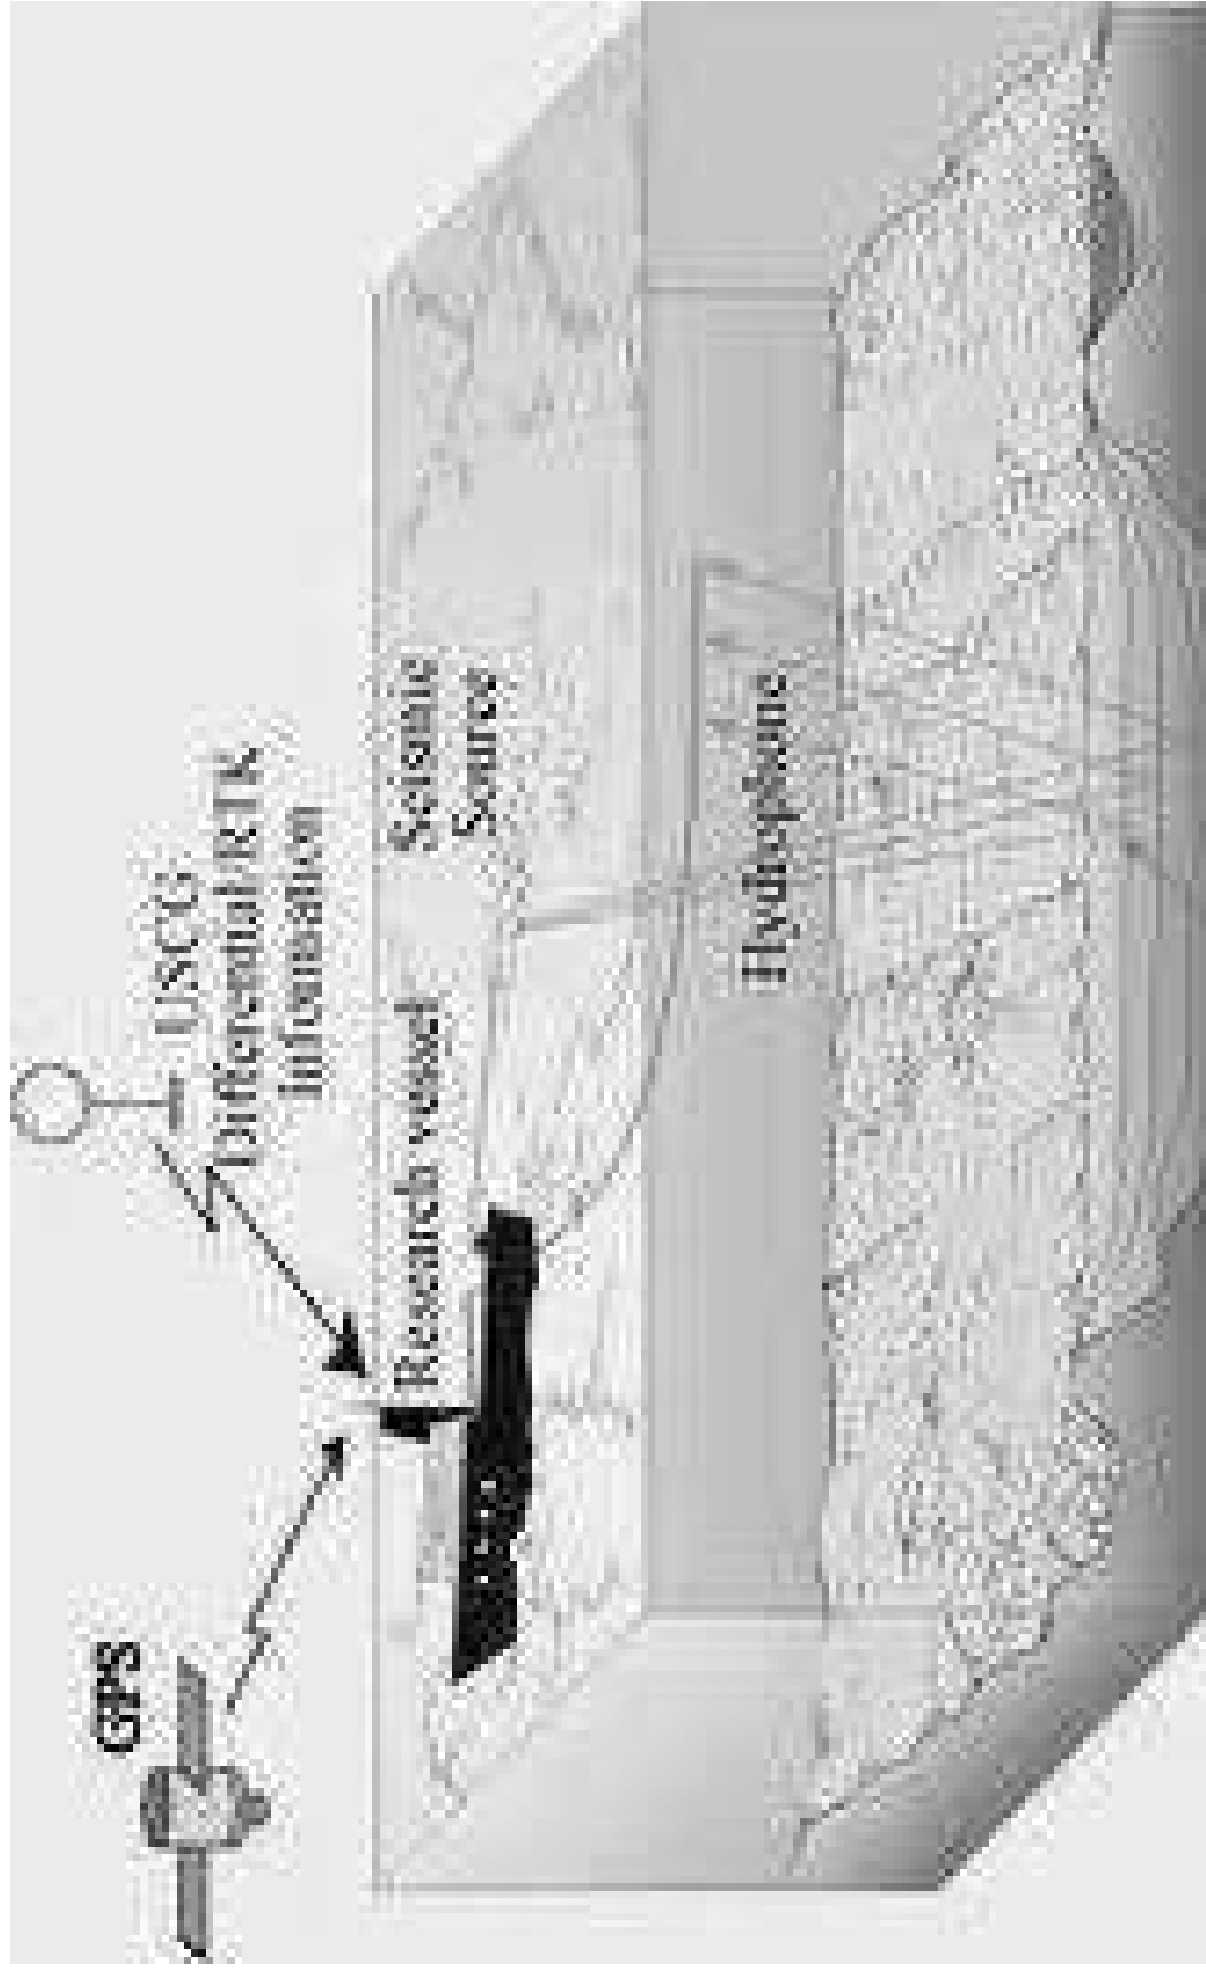 GPS
USCG
Differential/RTK
information
Research vessel
Seismic
Source
Hydrophone